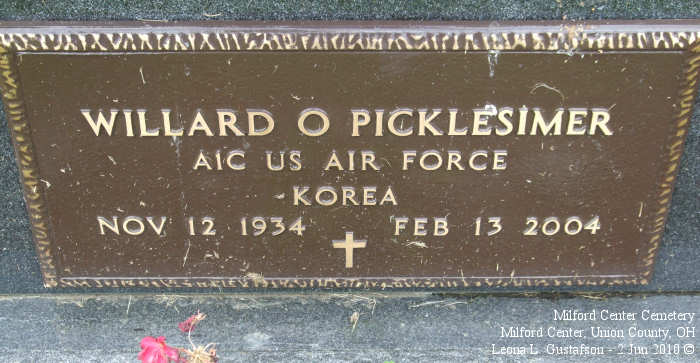 WILLARD O PICKLESIMER
A1C US AIR FORCE
KOREA
NOV 12 1934 FEB 13 2004
Milford Center Cemetery
Milford Center, Union County, OH
Leona L. Gustafson - 2 Jun 2010 ©